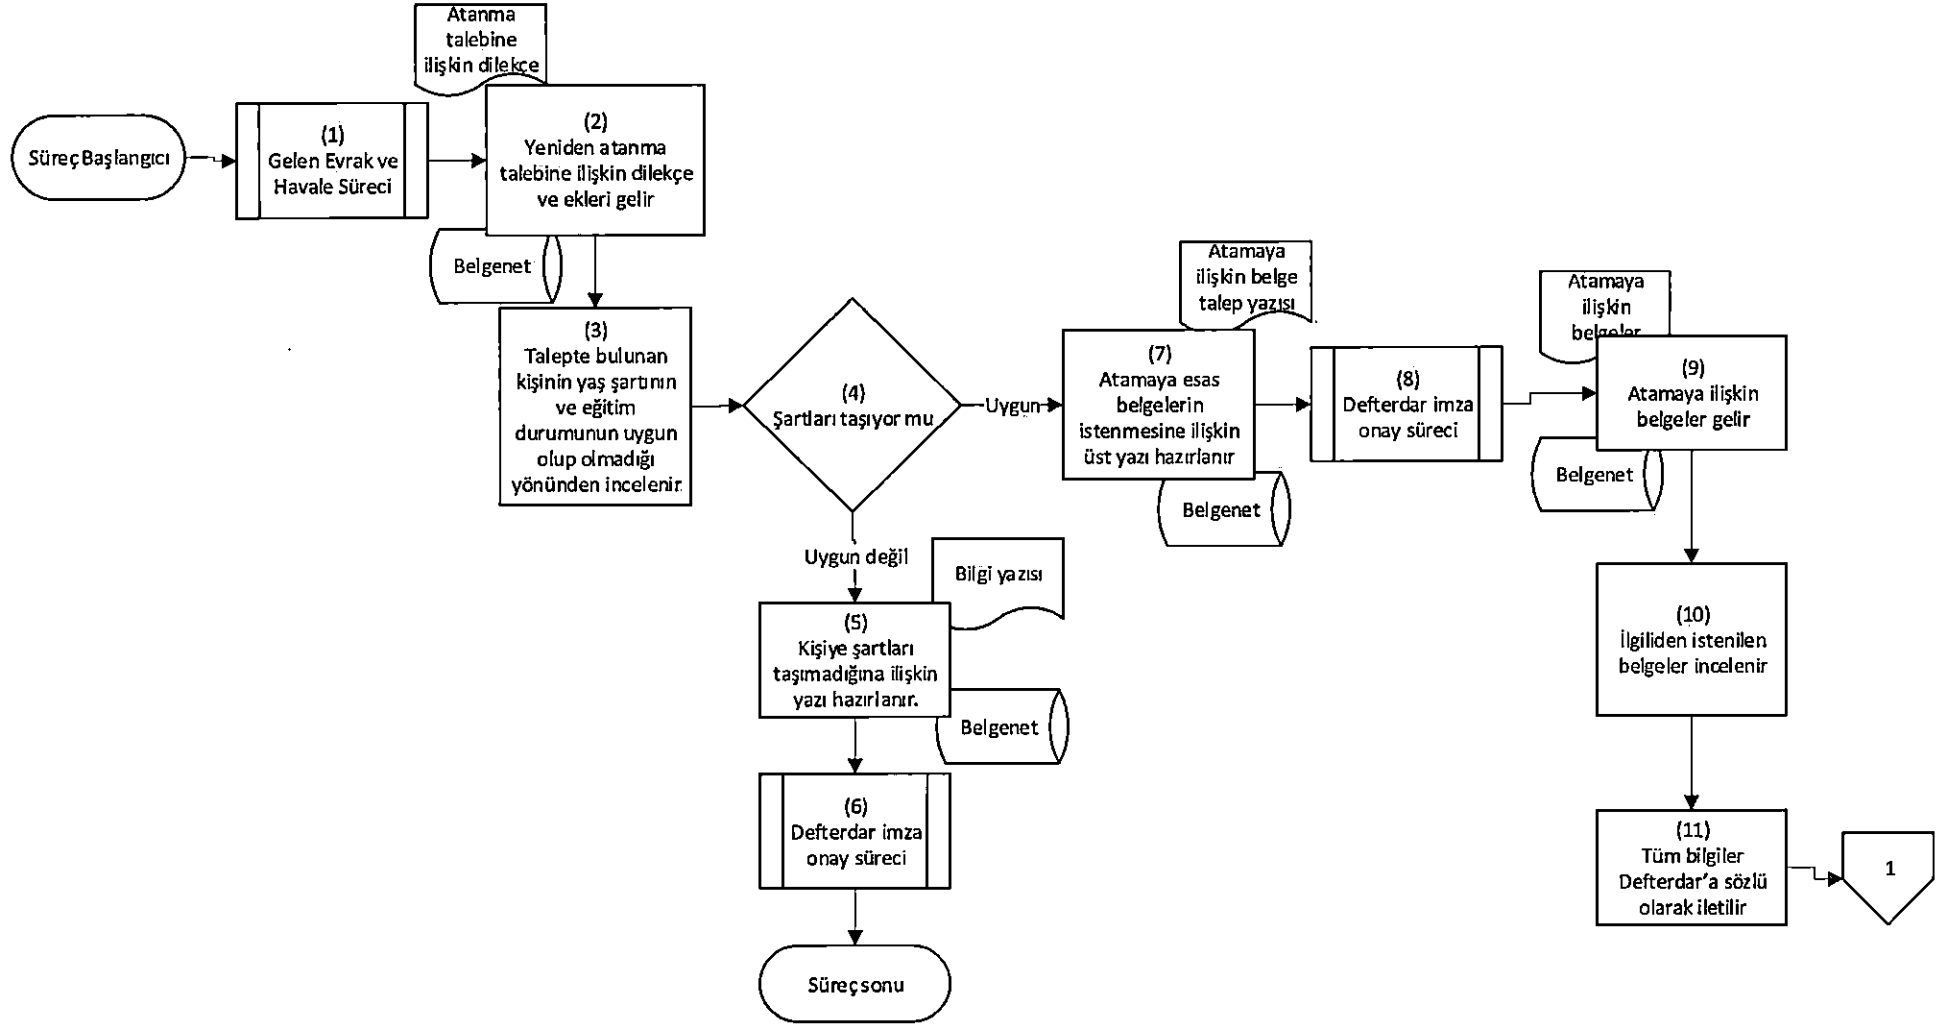 Atanma
talebine
ilişkin dilekçe
Süreç Başlangıcı
(1)
Gelen Evrak ve
Havale Süreci
(2)
Yeniden atanma
talebine ilişkin dilekçe
ve ekleri gelir
Belgenet
(3)
Talepte bulunan
kişinin yaş şartının
ve eğitim
durumunun uygun
olup olmadığı
yönünden incelenir.
(4)
Şartları taşıyor mu
Uygun değil
Bilgi yazısı
(5)
Kişiye şartları
taşımadığına ilişkin
yazı hazırlanır.
Belgenet
(6)
Defterdar imza
onay süreci
Süreç sonu
Uygun
Atamaya
ilişkin belge
talep yazısı
(7)
Atamaya esas
belgelerin
istenmesine ilişkin
üst yazı hazırlanır
Belgenet
(8)
Defterdar imza
onay süreci
Atamaya
ilişkin
belgeler
(9)
Atamaya ilişkin
belgeler gelir
Belgenet
(10)
İlgiliden istenilen
belgeler incelenir
(11)
Tüm bilgiler
Defterdar'a sözlü
olarak iletilir
1